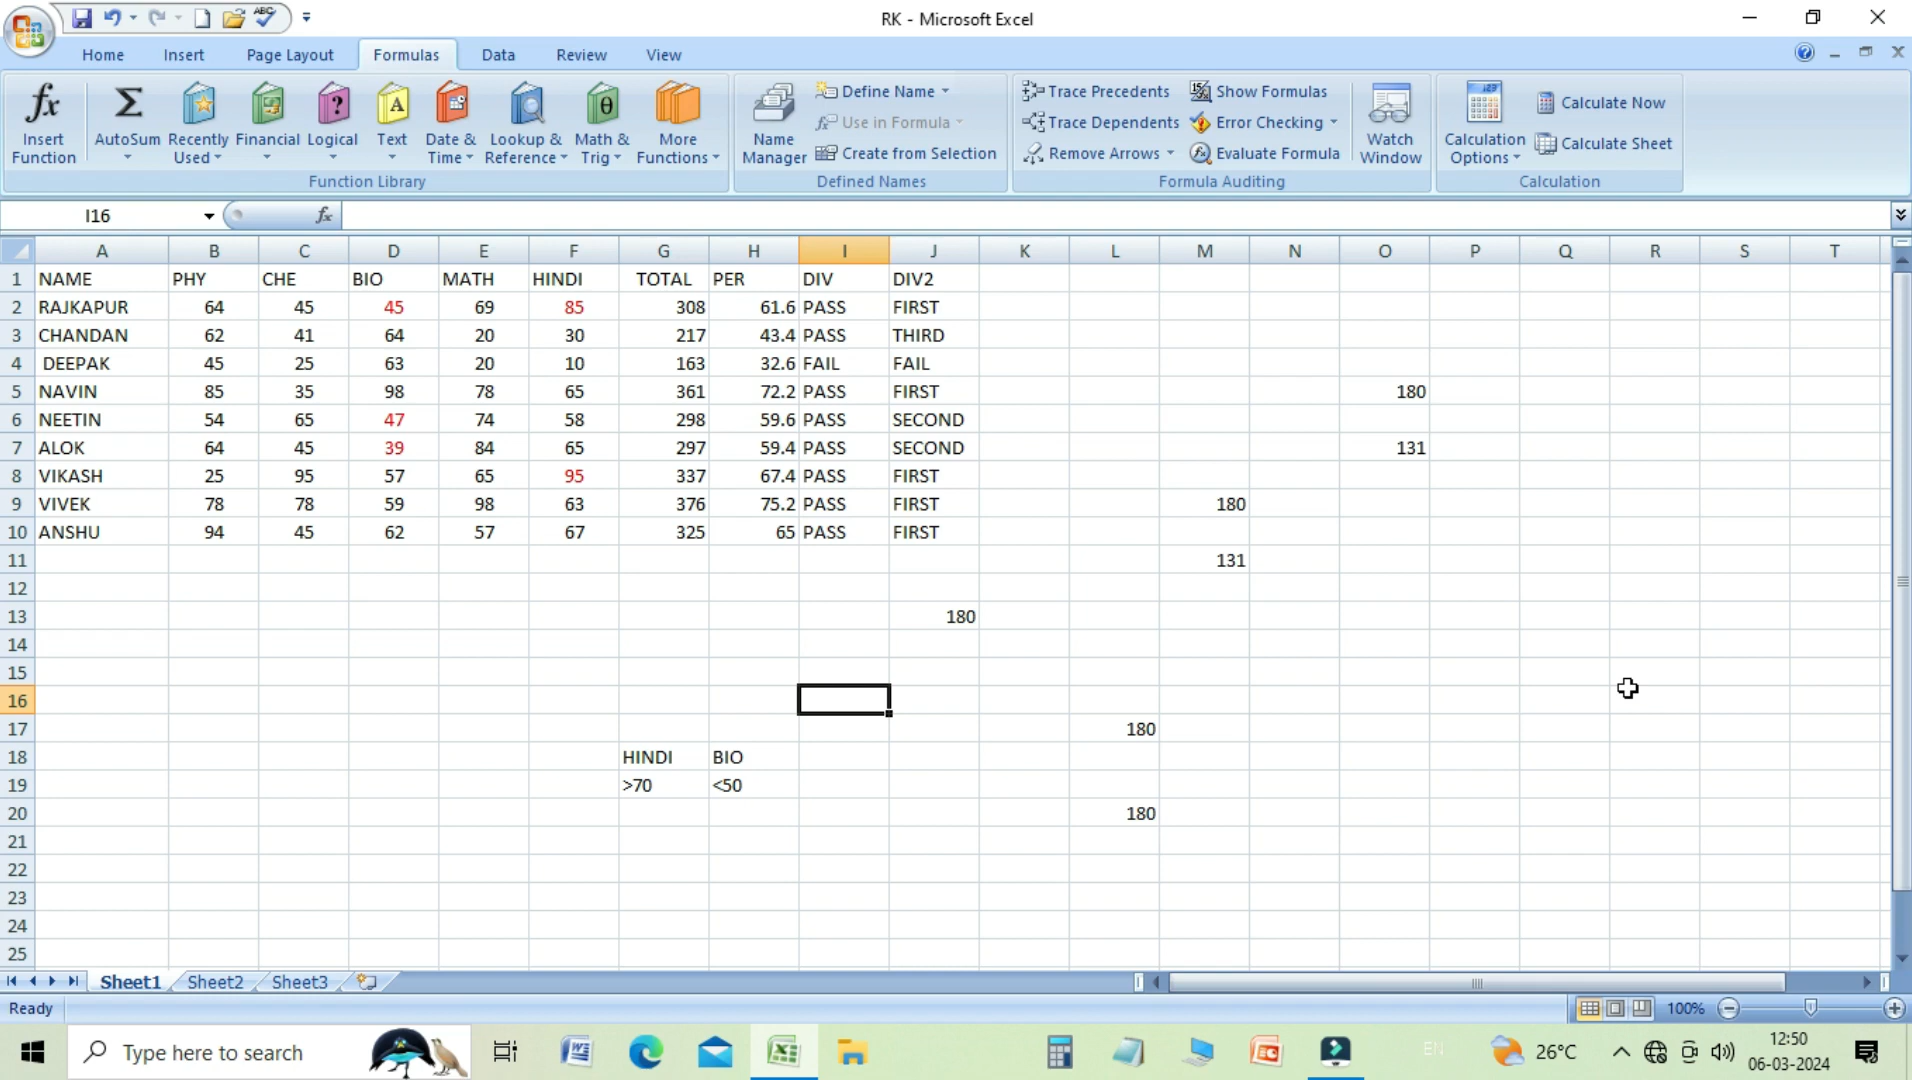 ABC
RK - Microsoft Excel
Home Insert Page Layout Formulas Data Review View
Insert Function
AutoSum
Recently Used
Financial
Logical
Text
Date & Time
Lookup & Reference
Math & Trig
More Functions
Function Library
Name Manager
Define Name
Use in Formula
Create from Selection
Defined Names
Trace Precedents
Trace Dependents
Remove Arrows
Show Formulas
Error Checking
Evaluate Formula
Formula Auditing
Watch Window
Calculation Options
Calculate Now
Calculate Sheet
Calculation
I16
fx
A B C D E F G H I J K L M N O P Q R S T
1 NAME PHY CHE BIO MATH HINDI TOTAL PER DIV DIV2
2 RAJKAPUR 64 45 45 69 85 308 61.6 PASS FIRST
3 CHANDAN 62 41 64 20 30 217 43.4 PASS THIRD
4 DEEPAK 45 25 63 20 10 163 32.6 FAIL FAIL
5 NAVIN 85 35 98 78 65 361 72.2 PASS FIRST 180
6 NEETIN 54 65 47 74 58 298 59.6 PASS SECOND
7 ALOK 64 45 39 84 65 297 59.4 PASS SECOND 131
8 VIKASH 25 95 57 65 95 337 67.4 PASS FIRST
9 VIVEK 78 78 59 98 63 376 75.2 PASS FIRST 180
10 ANSHU 94 45 62 57 67 325 65 PASS FIRST
11 131
12
13 180
14
15
16
17 180
18 HINDI BIO
19 >70 <50
20 180
21
22
23
24
25
Sheet1 Sheet2 Sheet3
Ready 100%
Type here to search
EN
26°C
12:50
06-03-2024